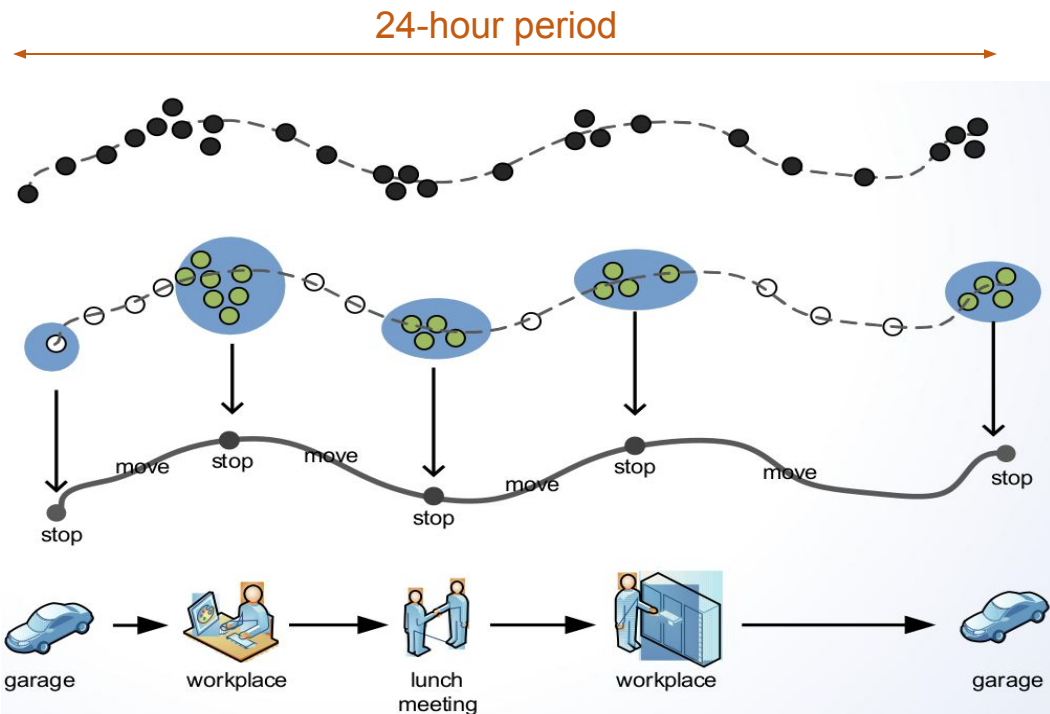 24-hour period
move
stop
move
stop
move
stop
move
stop
stop
garage
workplace
lunch
meeting
workplace
garage